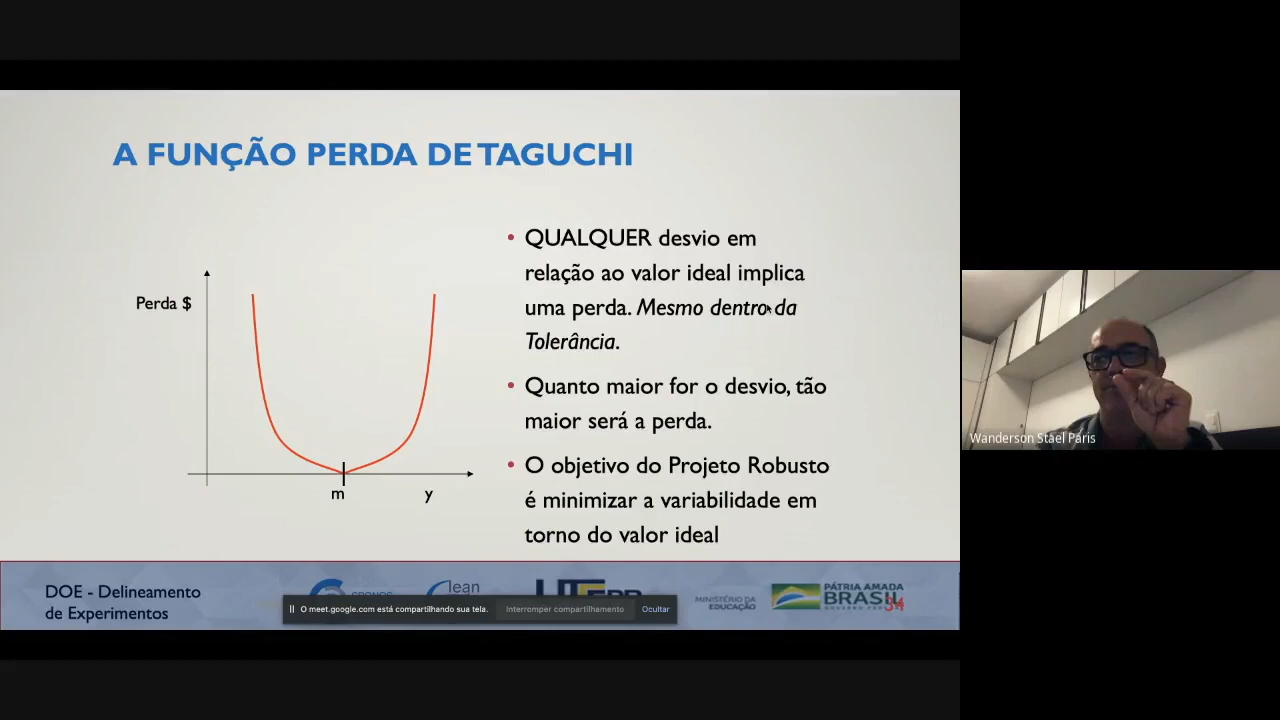 A FUNÇÃO PERDA DE TAGUCHI
Perda $
m
y
• QUALQUER desvio em
relação ao valor ideal implica
uma perda. Mesmo dentro da
Tolerância.
• Quanto maior for o desvio, tão
maior será a perda.
• O objetivo do Projeto Robusto
é minimizar a variabilidade em
torno do valor ideal
DOE - Delineamento
de Experimentos
lean
O meet.google.com está compartilhando sua tela.
Interromper compartilhamento
Ocultar
MINISTÉRIO DA
EDUCAÇÃO
PÁTRIA AMADA
BRASIL
34
Wanderson Stael Paris